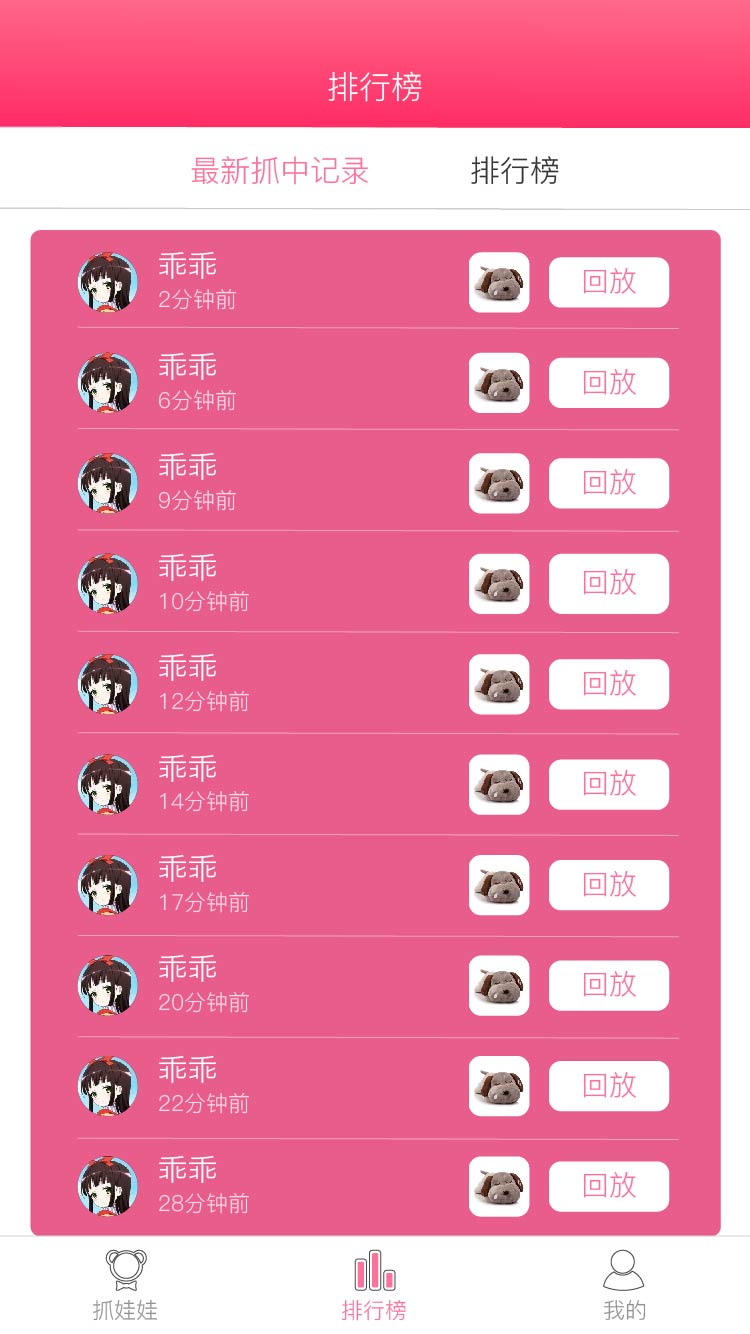 排行榜
最新抓中记录 排行榜
乖乖
2分钟前
回放
乖乖
6分钟前
回放
乖乖
9分钟前
回放
乖乖
10分钟前
回放
乖乖
12分钟前
回放
乖乖
14分钟前
回放
乖乖
17分钟前
回放
乖乖
20分钟前
回放
乖乖
22分钟前
回放
乖乖
28分钟前
回放
抓娃娃 排行榜 我的